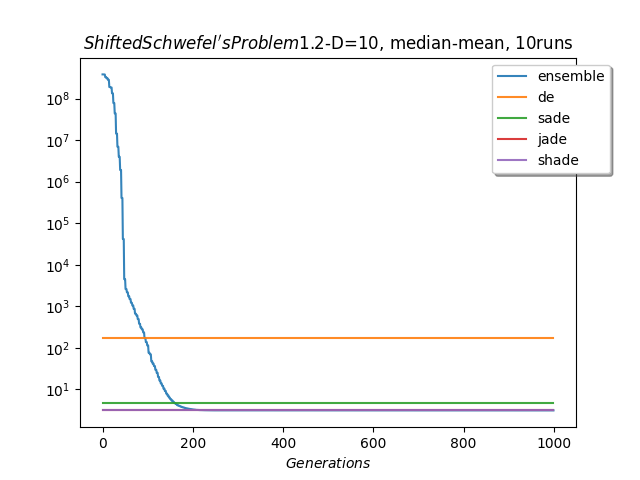 ShiftedSchwefel'sProblem1.2-D=10, median-mean, 10runs
ensemble
de
sade
jade
shade
10^8
10^7
10^6
10^5
10^4
10^3
10^2
10^1
0 200 400 600 800 1000
Generations